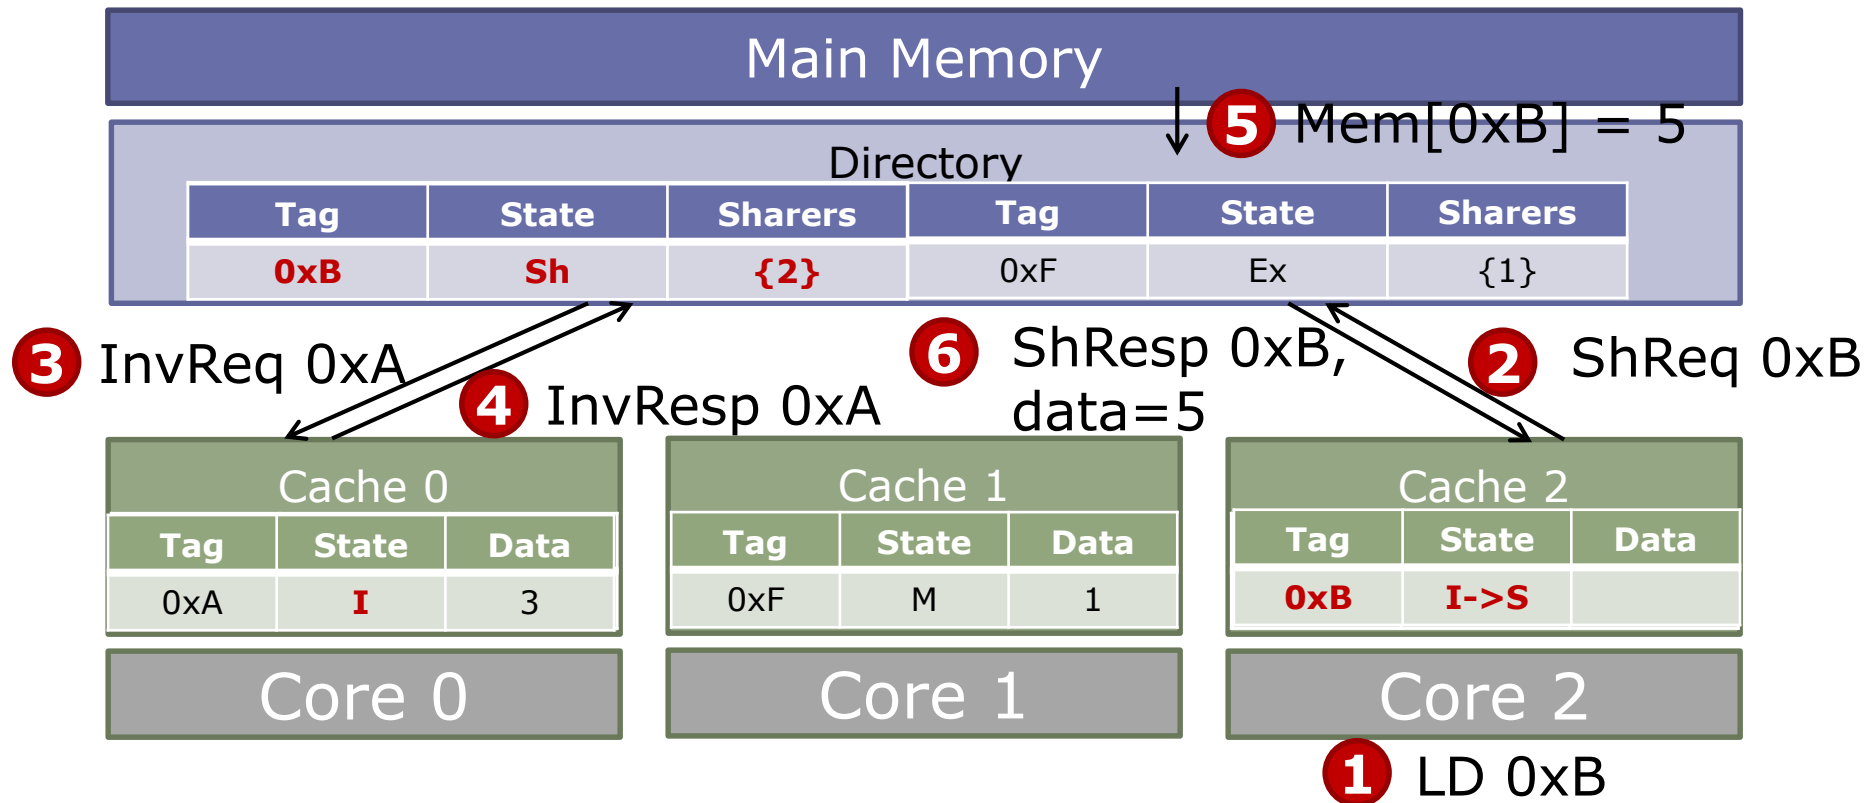 Main Memory
5 Mem[0xB] = 5
Directory
Tag State Sharers Tag State Sharers
0xB Sh {2} 0xF Ex {1}
3 InvReq 0xA
4 InvResp 0xA
6 ShResp 0xB,
data=5
2 ShReq 0xB
Cache 0
Tag State Data
0xA I 3
Core 0
Cache 1
Tag State Data
0xF M 1
Core 1
Cache 2
Tag State Data
0xB I->S
Core 2
1 LD 0xB